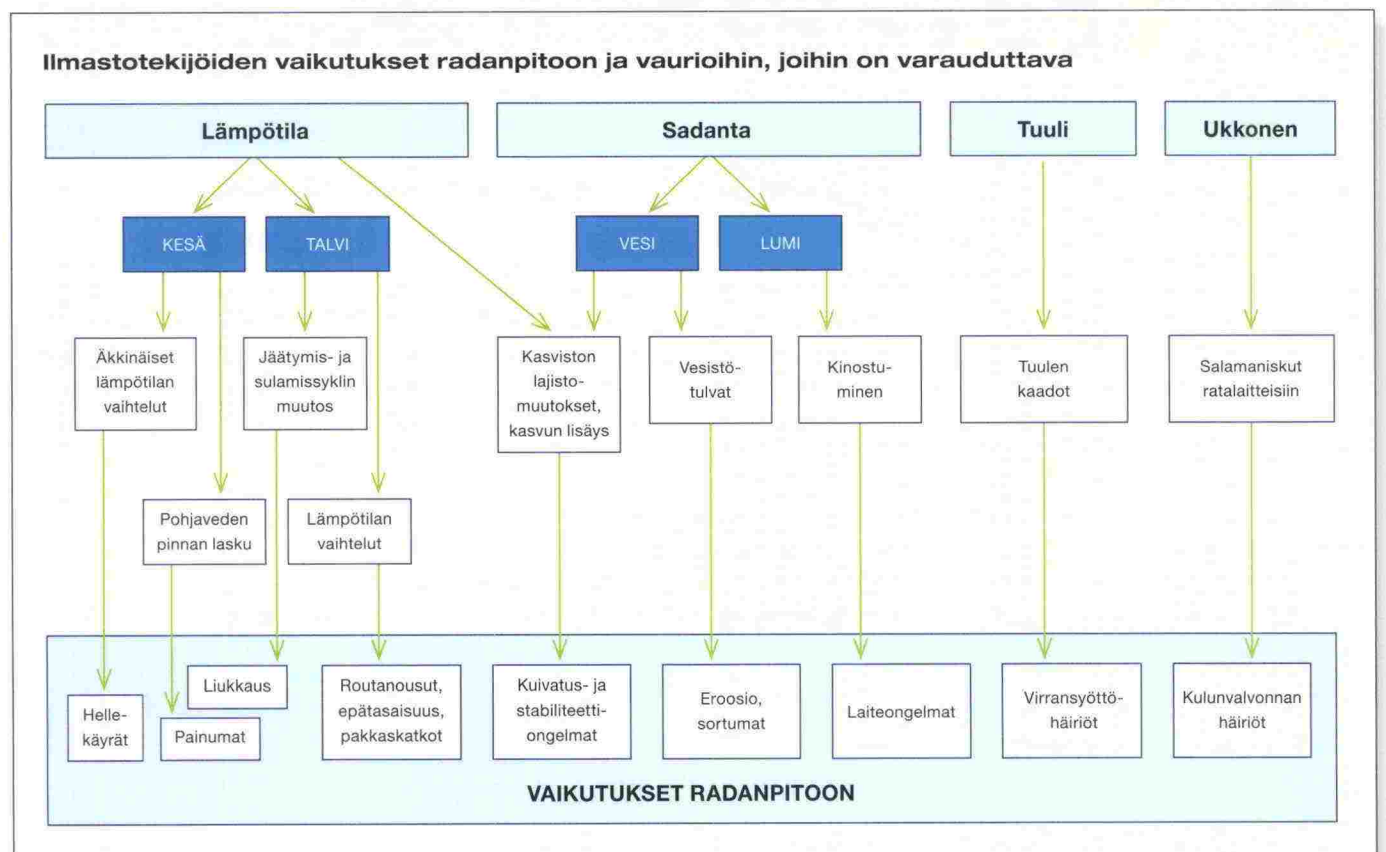 Ilmastotekijöiden vaikutukset radanpitoon ja vaurioihin, joihin on varauduttava
Lämpötila
Sadanta
Tuuli
Ukkonen
KESÄ
TALVI
VESI
LUMI
Äkkinäiset
lämpötilan
vaihtelut
Jäätymis- ja
sulamissyklin
muutos
Kasviston
lajisto-
muutokset,
kasvun lisäys
Vesistö-
tulvat
Kinostu-
minen
Tuulen
kaadot
Salamaniskut
ratalaitteisiin
Pohjaveden
pinnan lasku
Lämpötilan
vaihtelut
Helle-
käyrät
Painumat
Liukkaus
Routanousut,
epätasaisuus,
pakkaskatkot
Kuivatus- ja
stabiliteetti-
ongelmat
Eroosio,
sortumat
Laiteongelmat
Virransyöttö-
häiriöt
Kulunvalvonnan
häiriöt
VAIKUTUKSET RADANPITOON